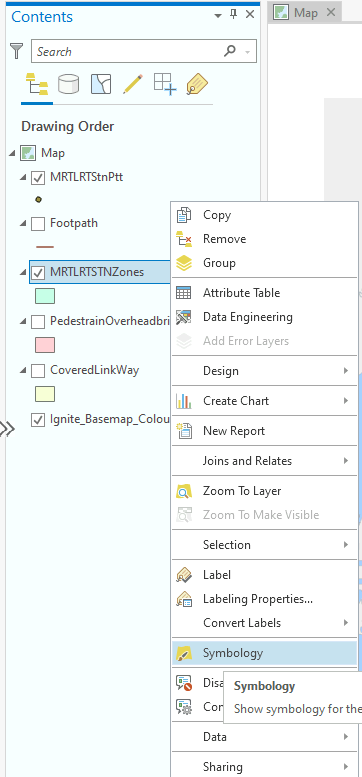 Contents
Map
Search
Drawing Order
Map
MRTLRTStnPtt
Footpath
MRTLRTSTNZones
PedestrainOverheadbri
CoveredLinkWay
Ignite_Basemap_Colou
Copy
Remove
Group
Attribute Table
Data Engineering
Add Error Layers
Design
Create Chart
New Report
Joins and Relates
Zoom To Layer
Zoom To Make Visible
Selection
Label
Labeling Properties...
Convert Labels
Symbology
Disa
Symbology
Con
Show symbology for the
Data
Sharing